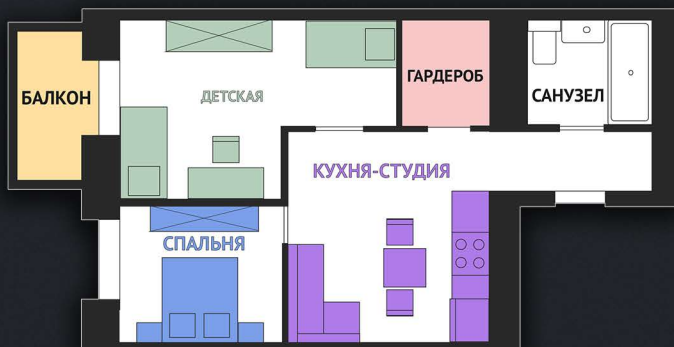 ДЕТСКАЯ
ГАРДЕРОБ
БАЛКОН
САНУЗЕЛ
КУХНЯ-СТУДИЯ
СПАЛЬНЯ